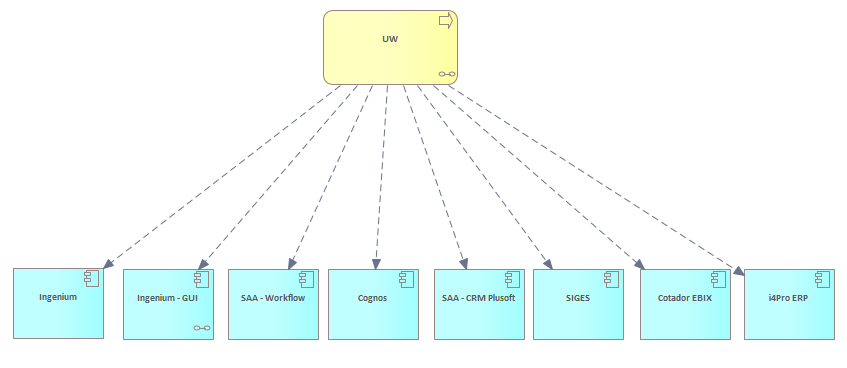 UW
Ingenium
Ingenium - GUI
SAA - Workflow
Cognos
SAA - CRM Plusoft
SIGES
Cotador EBIX
i4Pro ERP